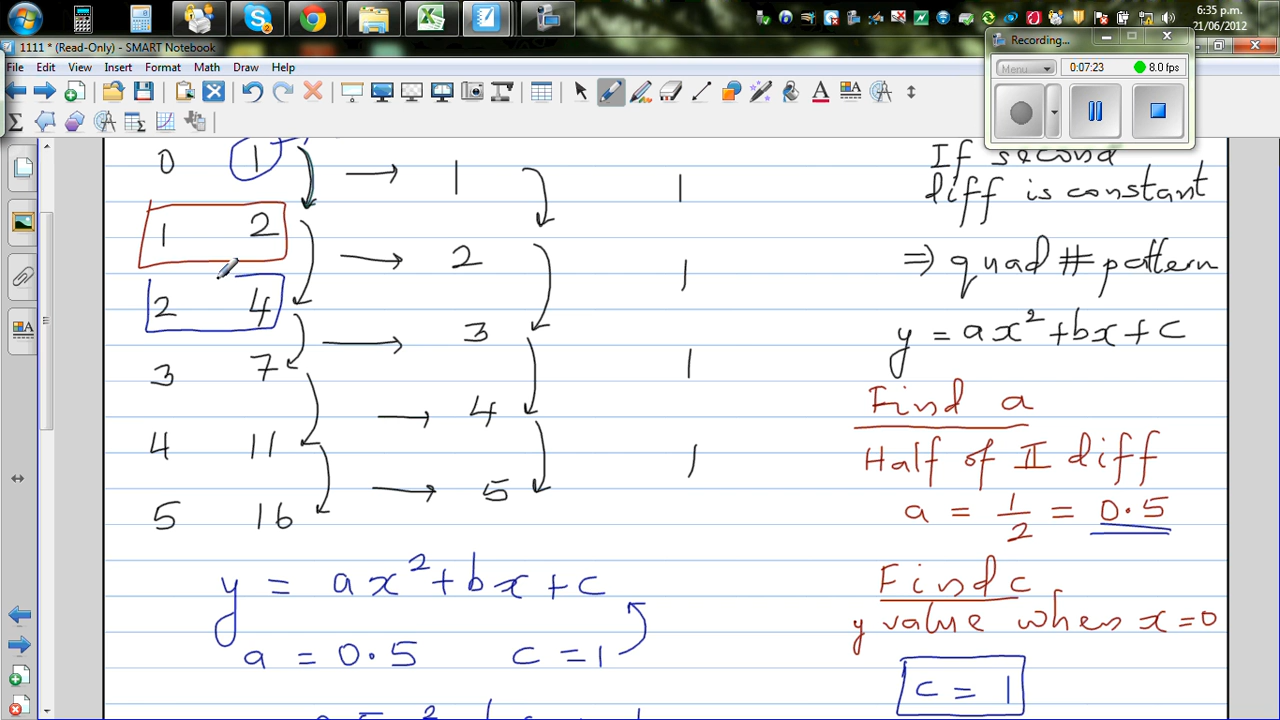 6:35 p.m.
21/06/2012
1111 * (Read-Only) - SMART Notebook
Recording...
File Edit View Insert Format Math Draw Help
Menu 0:07:23 8.0 fps
0 1 → 1 1
1 2 → 2 1
2 4
3 7 → 3 1
4 11 → 4 1
5 16 → 5
y = ax²+bx+c
a = 0.5 c = 1
If second
diff is constant
⇒ quad # pattern
y = ax²+bx+c
Find a
Half of II diff
a = 1/2 = 0.5
Find c
y value when x=0
c = 1